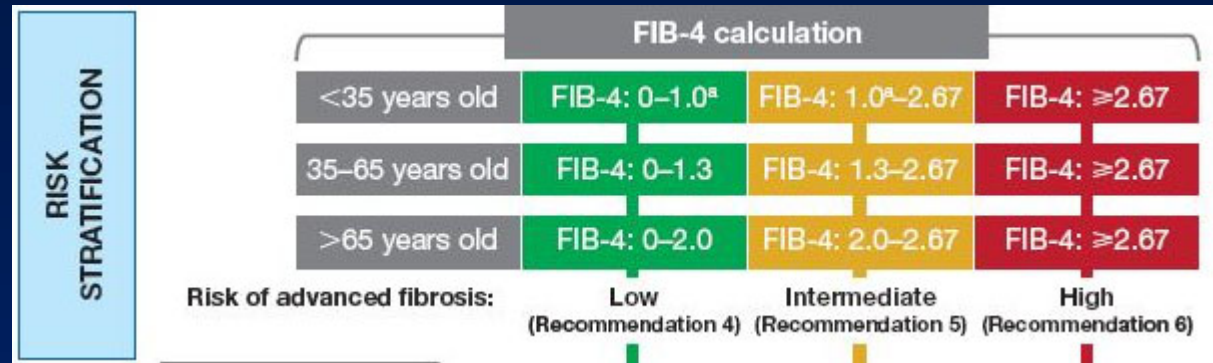 RISK
STRATIFICATION
FIB-4 calculation
<35 years old FIB-4: 0–1.0ª FIB-4: 1.0ª–2.67 FIB-4: ⩾2.67
35–65 years old FIB-4: 0–1.3 FIB-4: 1.3–2.67 FIB-4: ⩾2.67
>65 years old FIB-4: 0–2.0 FIB-4: 2.0–2.67 FIB-4: ⩾2.67
Risk of advanced fibrosis: Low Intermediate High
(Recommendation 4) (Recommendation 5) (Recommendation 6)